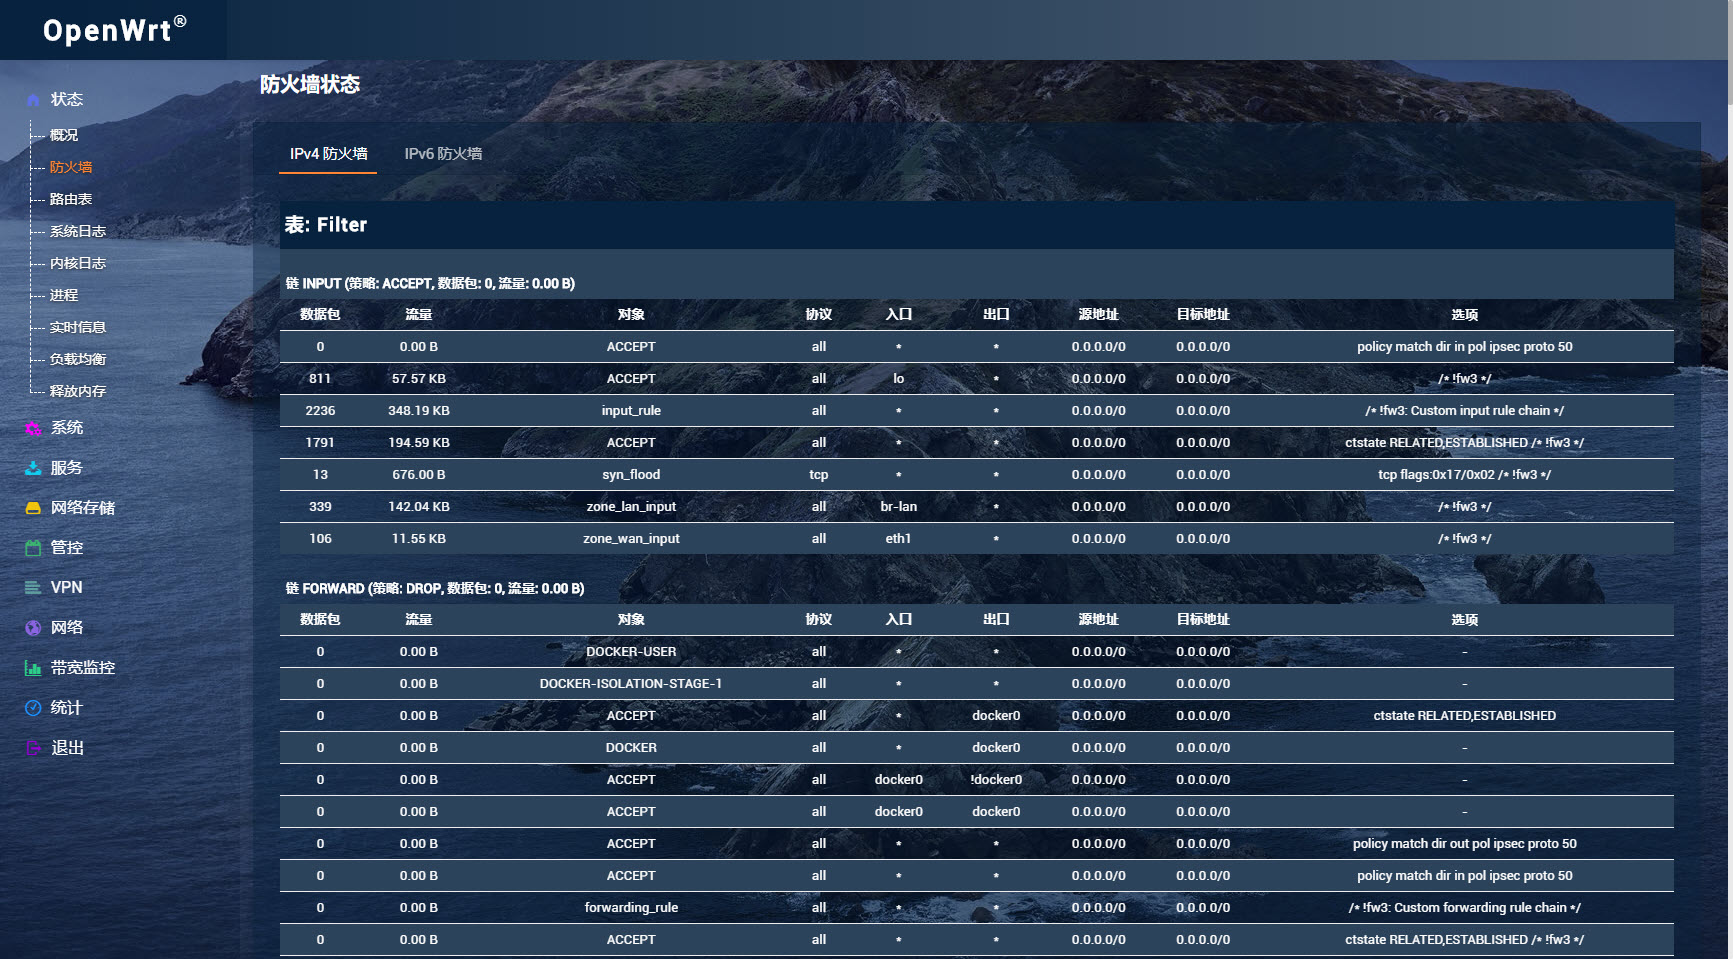 OpenWrt®
状态
概况
防火墙
路由表
系统日志
内核日志
进程
实时信息
负载均衡
释放内存
系统
服务
网络存储
管控
VPN
网络
带宽监控
统计
退出
防火墙状态
IPv4 防火墙 IPv6 防火墙
表: Filter
链 INPUT (策略: ACCEPT, 数据包: 0, 流量: 0.00 B)
数据包 流量 对象 协议 入口 出口 源地址 目标地址 选项
0 0.00 B ACCEPT all * * 0.0.0.0/0 0.0.0.0/0 policy match dir in pol ipsec proto 50
811 57.57 KB ACCEPT all lo * 0.0.0.0/0 0.0.0.0/0 /* !fw3 */
2236 348.19 KB input_rule all * * 0.0.0.0/0 0.0.0.0/0 /* !fw3: Custom input rule chain */
1791 194.59 KB ACCEPT all * * 0.0.0.0/0 0.0.0.0/0 ctstate RELATED,ESTABLISHED /* !fw3 */
13 676.00 B syn_flood tcp * * 0.0.0.0/0 0.0.0.0/0 tcp flags:0x17/0x02 /* !fw3 */
339 142.04 KB zone_lan_input all br-lan * 0.0.0.0/0 0.0.0.0/0 /* !fw3 */
106 11.55 KB zone_wan_input all eth1 * 0.0.0.0/0 0.0.0.0/0 /* !fw3 */
链 FORWARD (策略: DROP, 数据包: 0, 流量: 0.00 B)
数据包 流量 对象 协议 入口 出口 源地址 目标地址 选项
0 0.00 B DOCKER-USER all * * 0.0.0.0/0 0.0.0.0/0 -
0 0.00 B DOCKER-ISOLATION-STAGE-1 all * * 0.0.0.0/0 0.0.0.0/0 -
0 0.00 B ACCEPT all * docker0 0.0.0.0/0 0.0.0.0/0 ctstate RELATED,ESTABLISHED
0 0.00 B DOCKER all * docker0 0.0.0.0/0 0.0.0.0/0 -
0 0.00 B ACCEPT all docker0 !docker0 0.0.0.0/0 0.0.0.0/0 -
0 0.00 B ACCEPT all docker0 docker0 0.0.0.0/0 0.0.0.0/0 -
0 0.00 B ACCEPT all * * 0.0.0.0/0 0.0.0.0/0 policy match dir out pol ipsec proto 50
0 0.00 B ACCEPT all * * 0.0.0.0/0 0.0.0.0/0 policy match dir in pol ipsec proto 50
0 0.00 B forwarding_rule all * * 0.0.0.0/0 0.0.0.0/0 /* !fw3: Custom forwarding rule chain */
0 0.00 B ACCEPT all * * 0.0.0.0/0 0.0.0.0/0 ctstate RELATED,ESTABLISHED /* !fw3 */